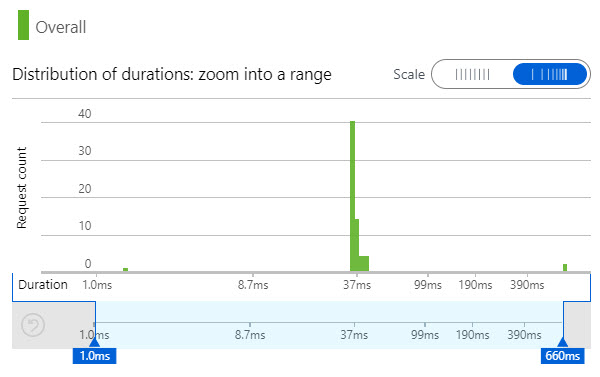 Overall
Distribution of durations: zoom into a range
Scale
Request count
40
30
20
10
0
Duration 1.0ms 8.7ms 37ms 99ms 190ms 390ms
1.0ms 8.7ms 37ms 99ms 190ms 390ms
1.0ms 660ms